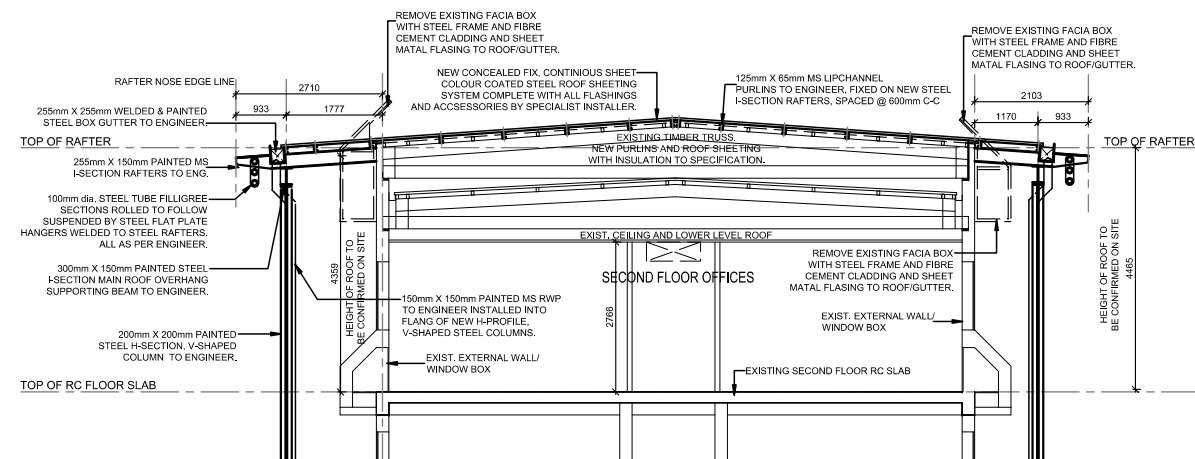 REMOVE EXISTING FACIA BOX
WITH STEEL FRAME AND FIBRE
CEMENT CLADDING AND SHEET
MATAL FLASING TO ROOF/GUTTER.
REMOVE EXISTING FACIA BOX
WITH STEEL FRAME AND FIBRE
CEMENT CLADDING AND SHEET
MATAL FLASING TO ROOF/GUTTER.
RAFTER NOSE EDGE LINE
2710
933
1777
NEW CONCEALED FIX, CONTINIOUS SHEET
COLOUR COATED STEEL ROOF SHEETING
SYSTEM COMPLETE WITH ALL FLASHINGS
AND ACCSESSORIES BY SPECIALIST INSTALLER.
125mm X 65mm MS LIPCHANNEL
PURLINS TO ENGINEER, FIXED ON NEW STEEL
I-SECTION RAFTERS, SPACED @ 600mm C-C
2103
1170
933
255mm X 255mm WELDED & PAINTED
STEEL BOX GUTTER TO ENGINEER.
TOP OF RAFTER
TOP OF RAFTER
EXISTING TIMBER TRUSS
NEW PURLINS AND ROOF SHEETING
WITH INSULATION TO SPECIFICATION.
255mm X 150mm PAINTED MS
I-SECTION RAFTERS TO ENG.
100mm dia. STEEL TUBE FILLIGREE
SECTIONS ROLLED TO FOLLOW
SUSPENDED BY STEEL FLAT PLATE
HANGERS WELDED TO STEEL RAFTERS.
ALL AS PER ENGINEER.
300mm X 150mm PAINTED STEEL
I-SECTION MAIN ROOF OVERHANG
SUPPORTING BEAM TO ENGINEER.
200mm X 200mm PAINTED
STEEL H-SECTION, V-SHAPED
COLUMN TO ENGINEER.
4359
HEIGHT OF ROOF TO
BE CONFIRMED ON SITE
EXIST. CEILING AND LOWER LEVEL ROOF
SECOND FLOOR OFFICES
2766
150mm X 150mm PAINTED MS RWP
TO ENGINEER INSTALLED INTO
FLANG OF NEW H-PROFILE,
V-SHAPED STEEL COLUMNS.
EXIST. EXTERNAL WALL/
WINDOW BOX
REMOVE EXISTING FACIA BOX
WITH STEEL FRAME AND FIBRE
CEMENT CLADDING AND SHEET
MATAL FLASING TO ROOF/GUTTER.
EXIST. EXTERNAL WALL/
WINDOW BOX
HEIGHT OF ROOF TO
BE CONFIRMED ON SITE
4465
EXISTING SECOND FLOOR RC SLAB
TOP OF RC FLOOR SLAB